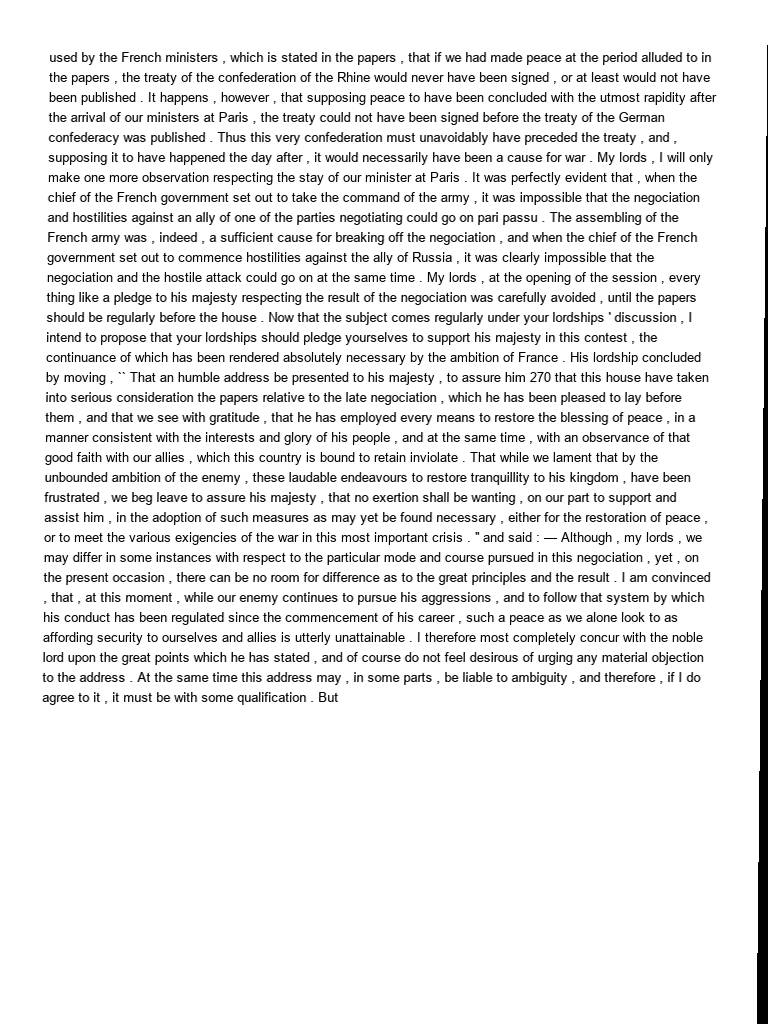 used by the French ministers , which is stated in the papers , that if we had made peace at the period alluded to in
the papers , the treaty of the confederation of the Rhine would never have been signed , or at least would not have
been published . It happens , however , that supposing peace to have been concluded with the utmost rapidity after
the arrival of our ministers at Paris , the treaty could not have been signed before the treaty of the German
confederacy was published . Thus this very confederation must unavoidably have preceded the treaty , and ,
supposing it to have happened the day after , it would necessarily have been a cause for war . My lords , I will only
make one more observation respecting the stay of our minister at Paris . It was perfectly evident that , when the
chief of the French government set out to take the command of the army , it was impossible that the negociation
and hostilities against an ally of one of the parties negotiating could go on pari passu . The assembling of the
French army was , indeed , a sufficient cause for breaking off the negociation , and when the chief of the French
government set out to commence hostilities against the ally of Russia , it was clearly impossible that the
negociation and the hostile attack could go on at the same time . My lords , at the opening of the session , every
thing like a pledge to his majesty respecting the result of the negociation was carefully avoided , until the papers
should be regularly before the house . Now that the subject comes regularly under your lordships ' discussion , I
intend to propose that your lordships should pledge yourselves to support his majesty in this contest , the
continuance of which has been rendered absolutely necessary by the ambition of France . His lordship concluded
by moving , `` That an humble address be presented to his majesty , to assure him 270 that this house have taken
into serious consideration the papers relative to the late negociation , which he has been pleased to lay before
them , and that we see with gratitude , that he has employed every means to restore the blessing of peace , in a
manner consistent with the interests and glory of his people , and at the same time , with an observance of that
good faith with our allies , which this country is bound to retain inviolate . That while we lament that by the
unbounded ambition of the enemy , these laudable endeavours to restore tranquillity to his kingdom , have been
frustrated , we beg leave to assure his majesty , that no exertion shall be wanting , on our part to support and
assist him , in the adoption of such measures as may yet be found necessary , either for the restoration of peace ,
or to meet the various exigencies of the war in this most important crisis . " and said : — Although , my lords , we
may differ in some instances with respect to the particular mode and course pursued in this negociation , yet , on
the present occasion , there can be no room for difference as to the great principles and the result . I am convinced
, that , at this moment , while our enemy continues to pursue his aggressions , and to follow that system by which
his conduct has been regulated since the commencement of his career , such a peace as we alone look to as
affording security to ourselves and allies is utterly unattainable . I therefore most completely concur with the noble
lord upon the great points which he has stated , and of course do not feel desirous of urging any material objection
to the address . At the same time this address may , in some parts , be liable to ambiguity , and therefore , if I do
agree to it , it must be with some qualification . But